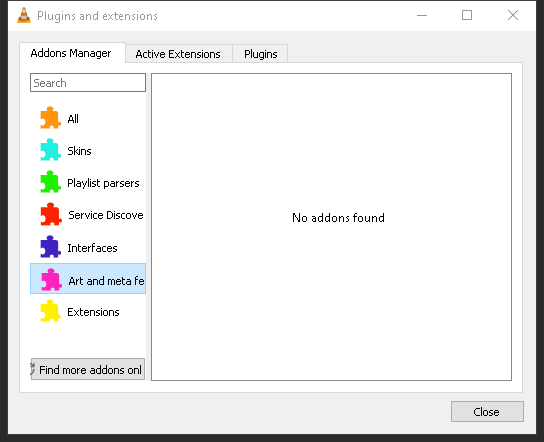 Plugins and extensions
Addons Manager
Active Extensions
Plugins
Search
All
Skins
Playlist parsers
Service Discove
Interfaces
Art and meta fe
Extensions
No addons found
Find more addons onl
Close